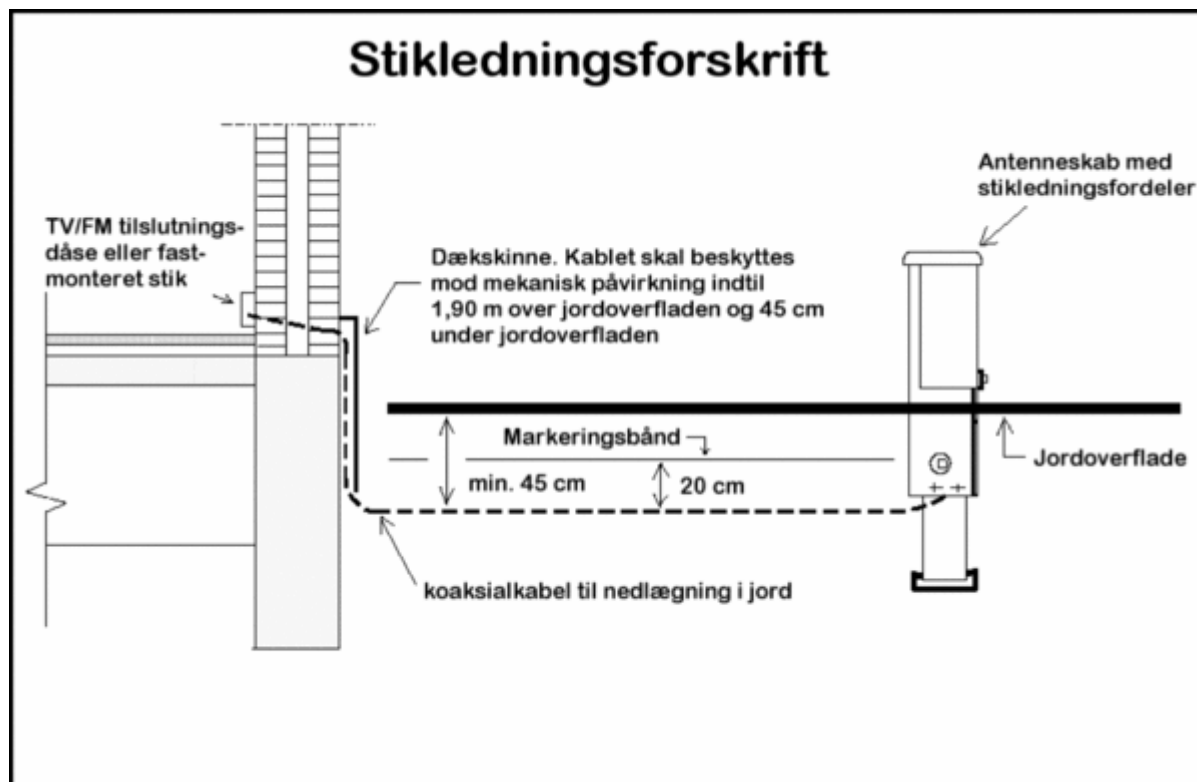 Stikledningsforskrift
Antenneskab med
stikledningsfordeler
TV/FM tilslutnings-
dåse eller fast-
monteret stik
Dækskinne. Kablet skal beskyttes
mod mekanisk påvirkning indtil
1,90 m over jordoverfladen og 45 cm
under jordoverfladen
Markeringsbånd
Jordoverflade
min. 45 cm
20 cm
koaksialkabel til nedlægning i jord